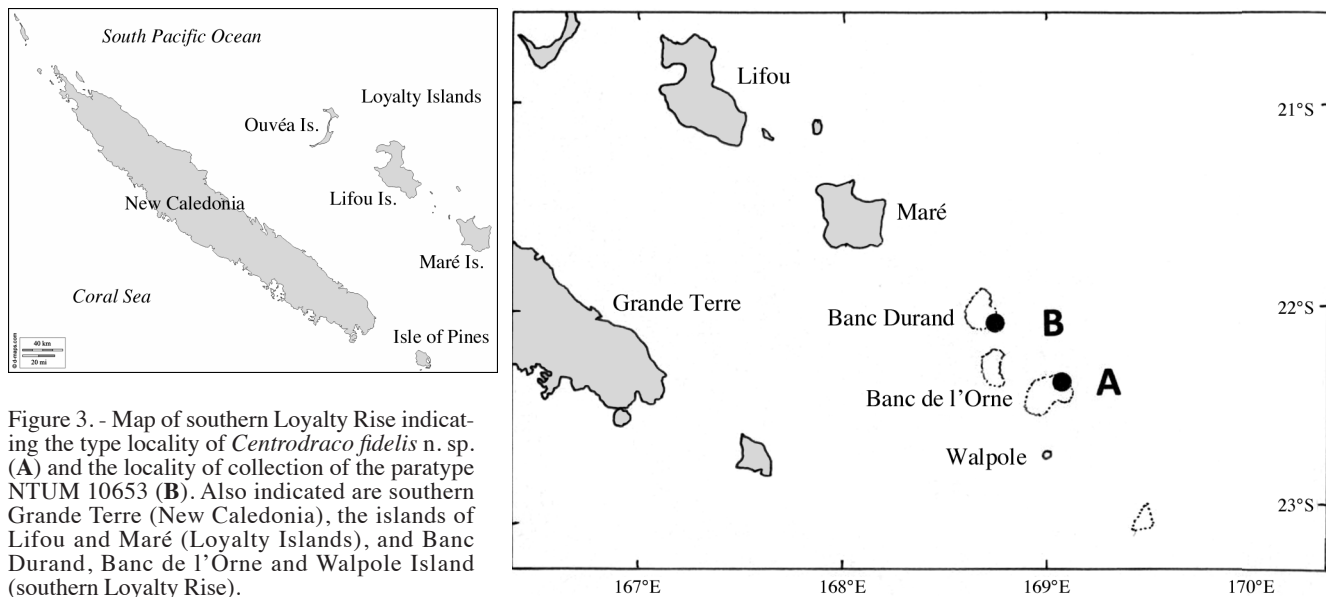 South Pacific Ocean
Loyalty Islands
Ouvéa Is.
Lifou Is.
New Caledonia
Maré Is.
Coral Sea
Isle of Pines
© d-maps.com
40 km
20 mi
Figure 3. - Map of southern Loyalty Rise indicat-
ing the type locality of Centrodraco fidelis n. sp.
(A) and the locality of collection of the paratype
NTUM 10653 (B). Also indicated are southern
Grande Terre (New Caledonia), the islands of
Lifou and Maré (Loyalty Islands), and Banc
Durand, Banc de l’Orne and Walpole Island
(southern Loyalty Rise).
Lifou
21°S
Maré
Grande Terre
Banc Durand
B
22°S
Banc de l’Orne
A
Walpole
23°S
167°E 168°E 169°E 170°E